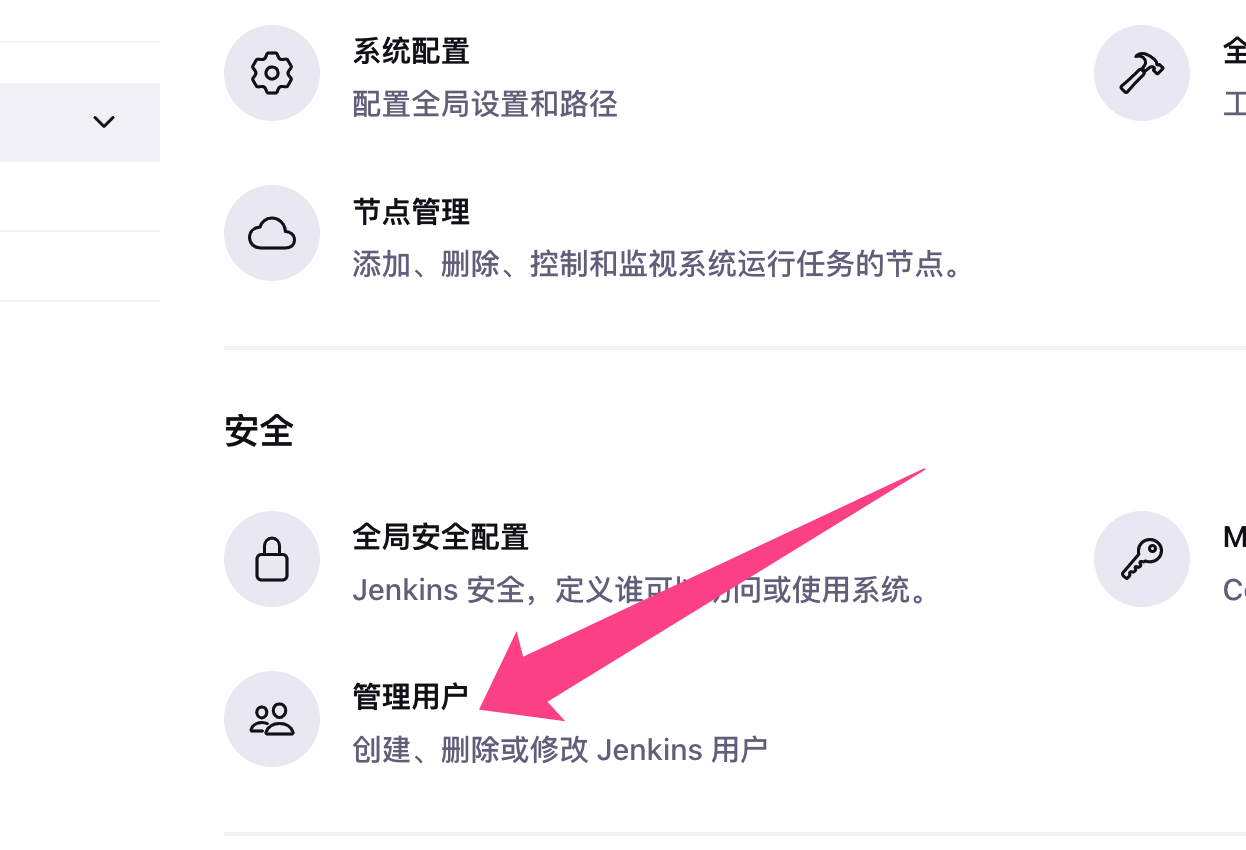 系统配置
配置全局设置和路径
全
工
节点管理
添加、删除、控制和监视系统运行任务的节点。
安全
全局安全配置
Jenkins 安全，定义谁可以访问或使用系统。
M
管理用户
创建、删除或修改 Jenkins 用户